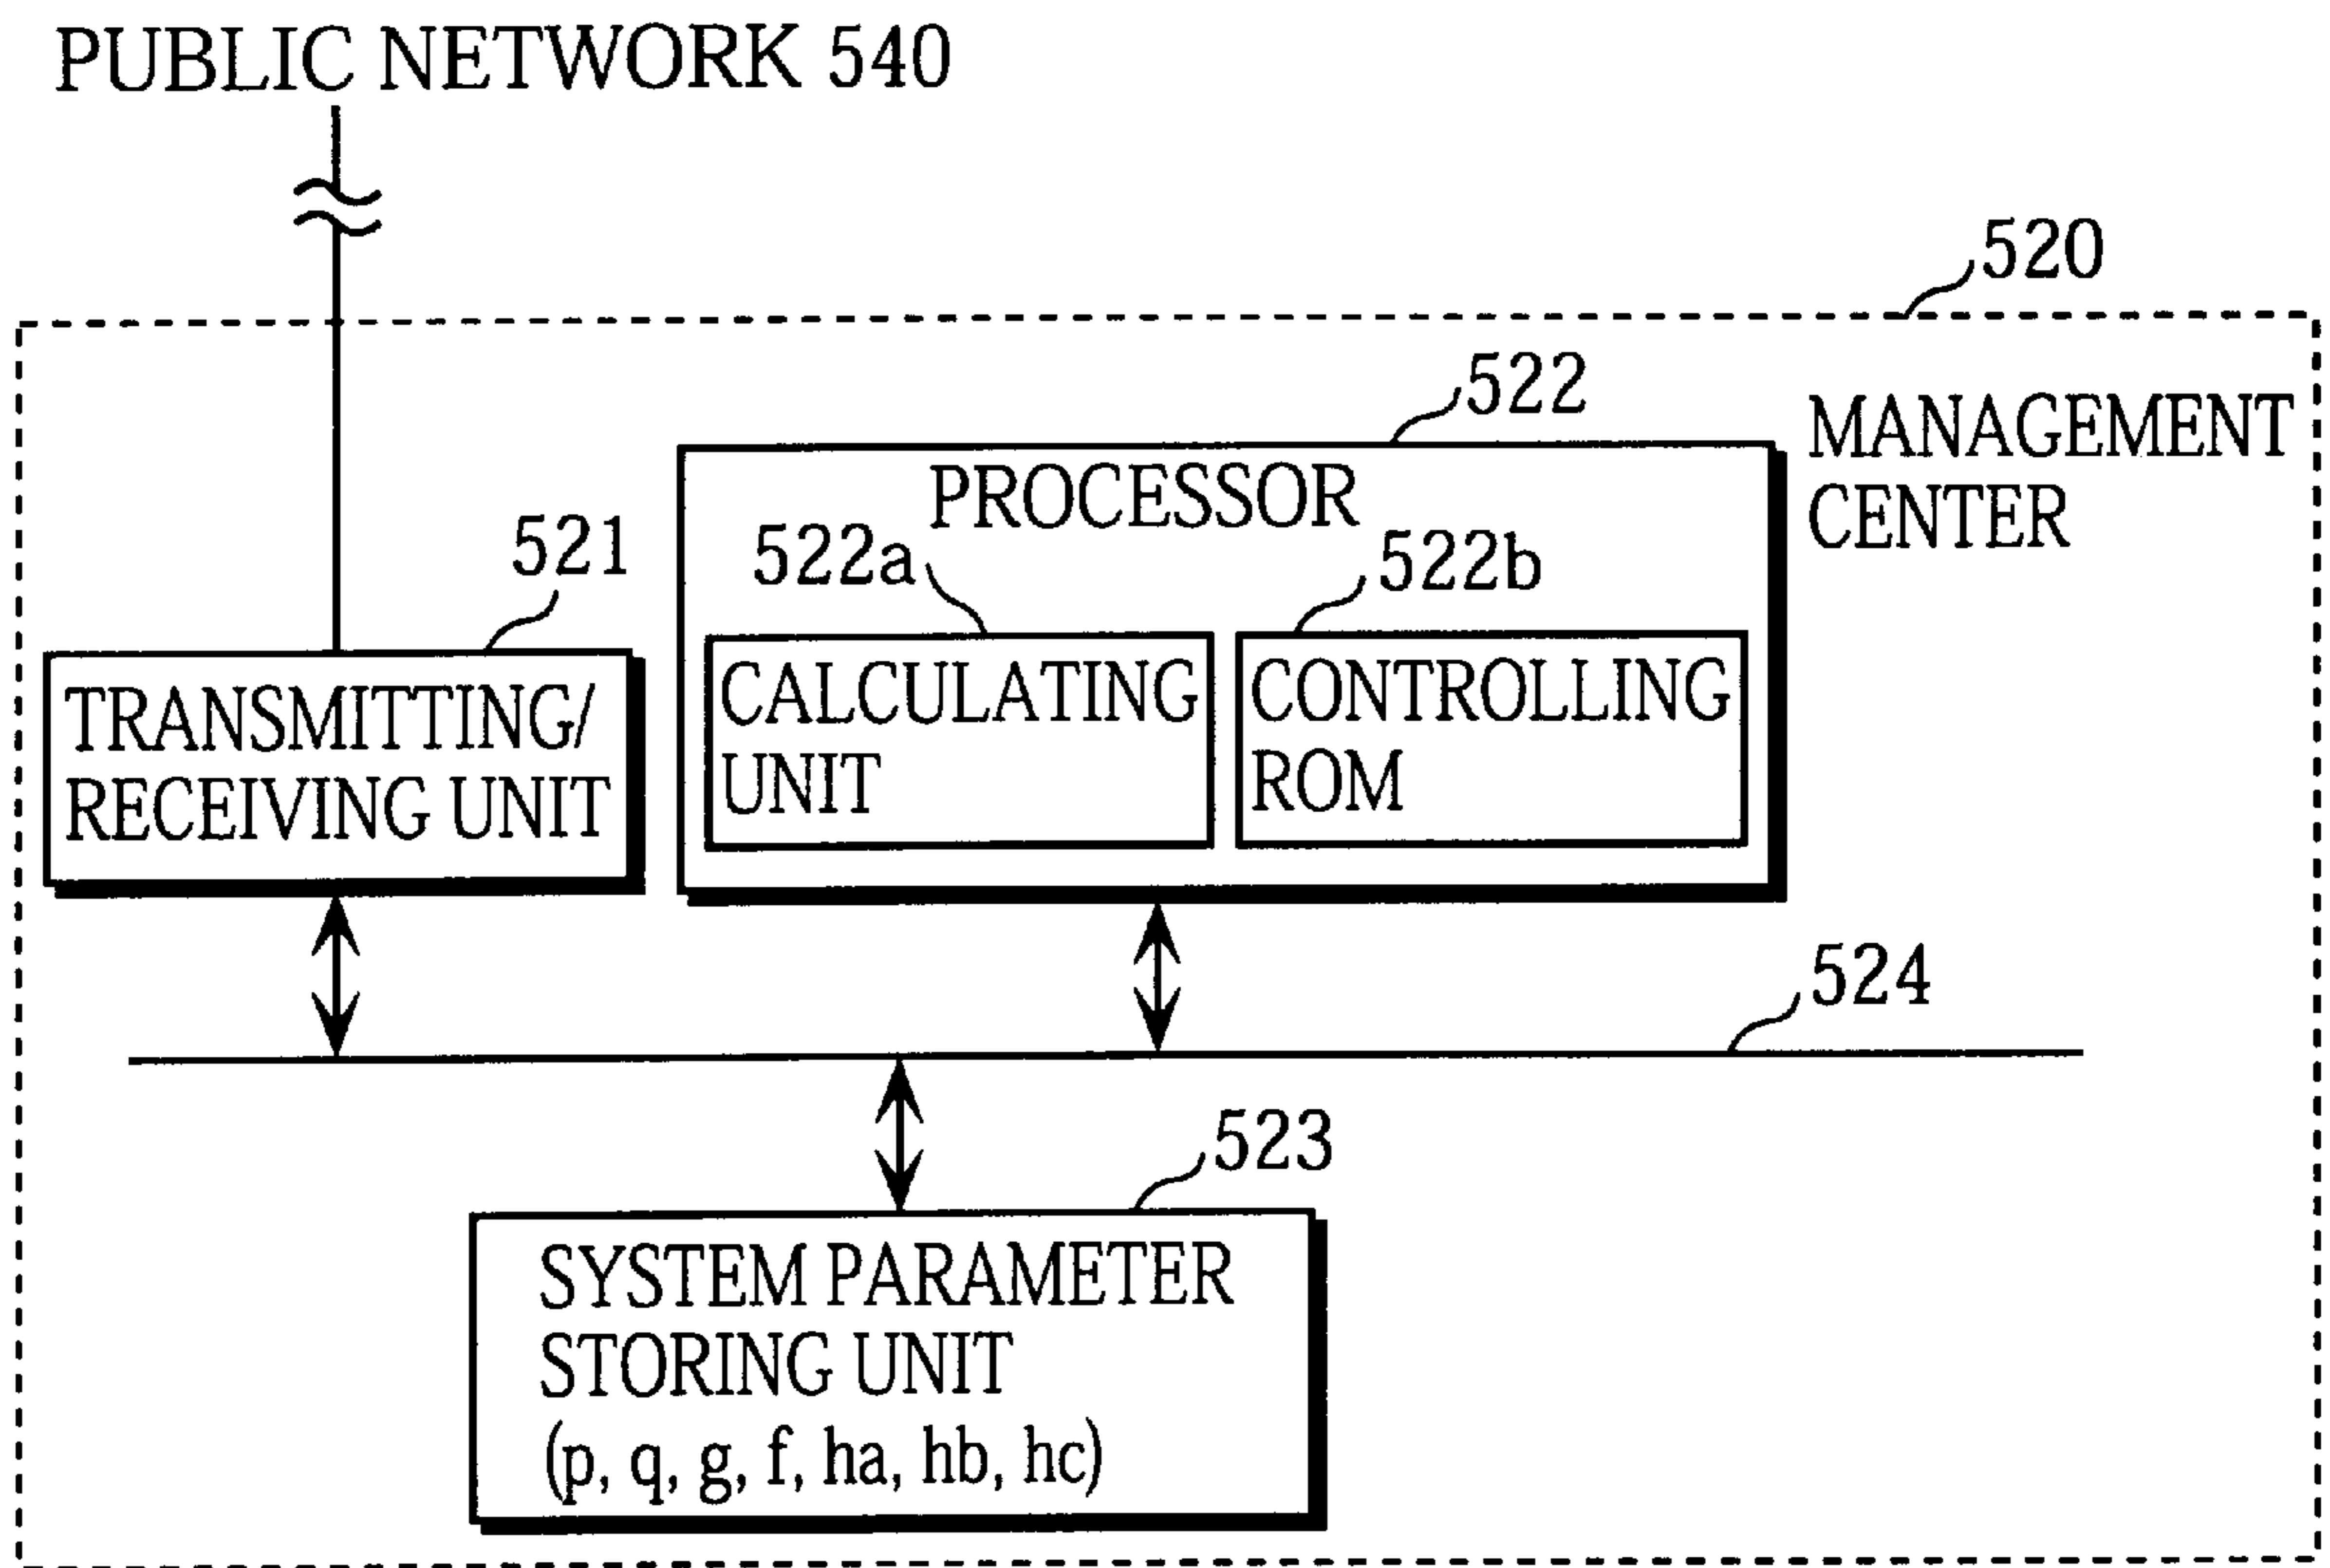 PUBLIC NETWORK 540
520
522
MANAGEMENT
CENTER
PROCESSOR
521
522a
522b
TRANSMITTING/
RECEIVING UNIT
CALCULATING
UNIT
CONTROLLING
ROM
524
523
SYSTEM PARAMETER
STORING UNIT
(p, q, g, f, ha, hb, hc)